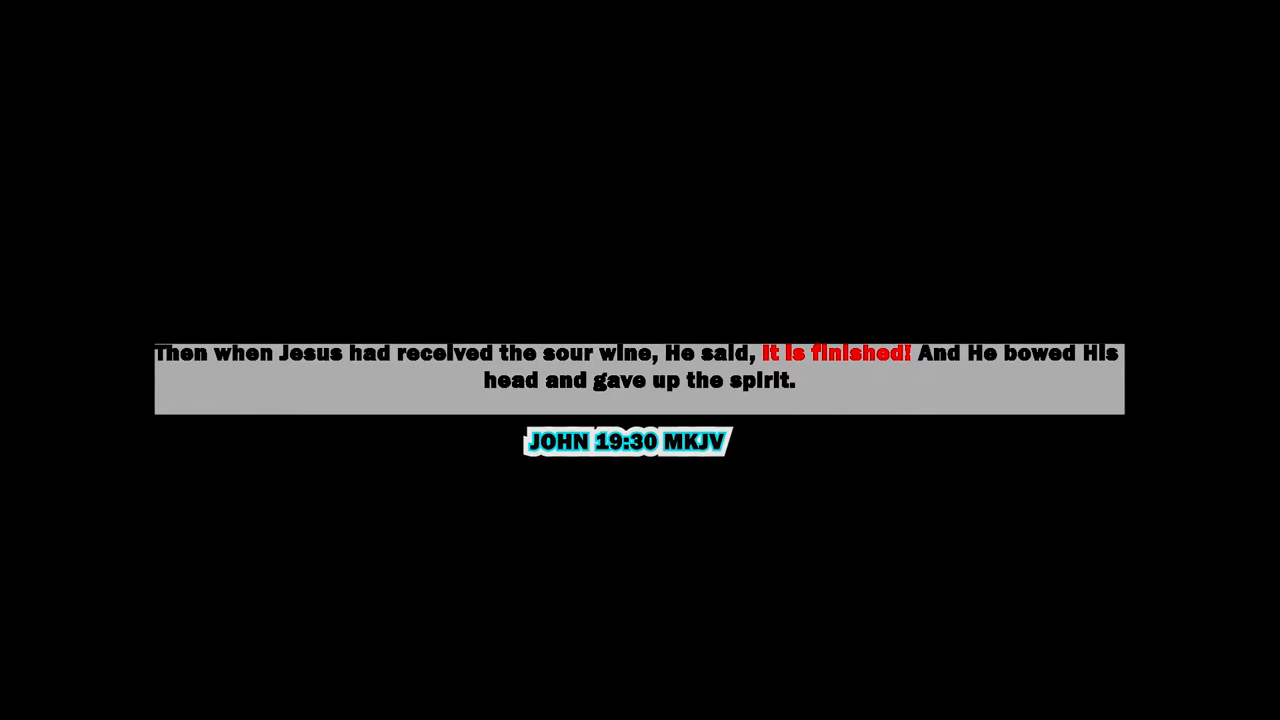 Then when Jesus had received the sour wine, He said, It is finished! And He bowed His
head and gave up the spirit.
JOHN 19:30 MKJV